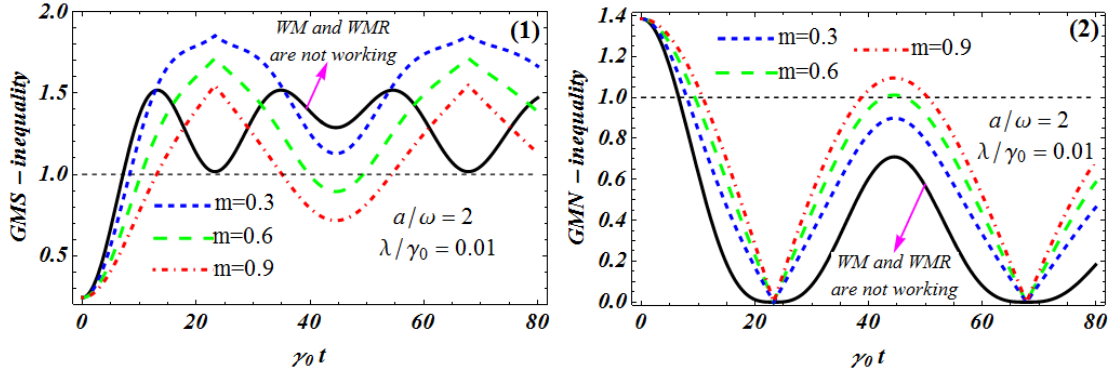 (1)
WM and WMR
are not working
m=0.3
m=0.6
m=0.9
a/ω = 2
λ/γ₀ = 0.01
GMS – inequality
2.0
1.5
1.0
0.5
0 20 40 60 80
γ₀ t
(2)
m=0.3 m=0.9
m=0.6
a/ω = 2
λ/γ₀ = 0.01
WM and WMR
are not working
GMN – inequality
1.4
1.2
1.0
0.8
0.6
0.4
0.2
0.0
0 20 40 60 80
γ₀ t